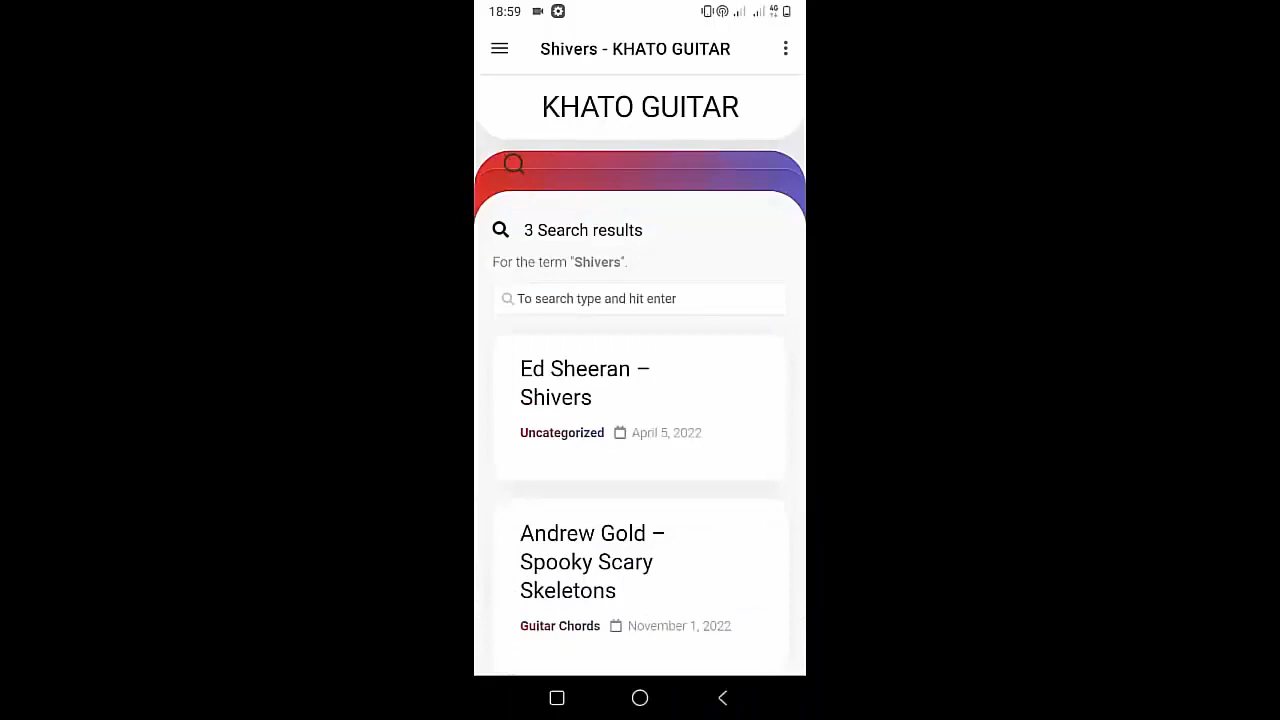 18:59
4G
Shivers - KHATO GUITAR
KHATO GUITAR
3 Search results
For the term "Shivers".
To search type and hit enter
Ed Sheeran –
Shivers
Uncategorized April 5, 2022
Andrew Gold –
Spooky Scary
Skeletons
Guitar Chords November 1, 2022